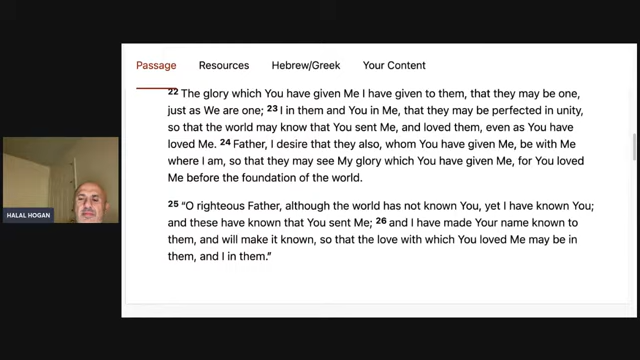 Passage Resources Hebrew/Greek Your Content
22 The glory which You have given Me I have given to them, that they may be one,
just as We are one; 23 I in them and You in Me, that they may be perfected in unity,
so that the world may know that You sent Me, and loved them, even as You have
loved Me. 24 Father, I desire that they also, whom You have given Me, be with Me
where I am, so that they may see My glory which You have given Me, for You loved
Me before the foundation of the world.
25 “O righteous Father, although the world has not known You, yet I have known You;
and these have known that You sent Me; 26 and I have made Your name known to
them, and will make it known, so that the love with which You loved Me may be in
them, and I in them.”
HALAL HOGAN